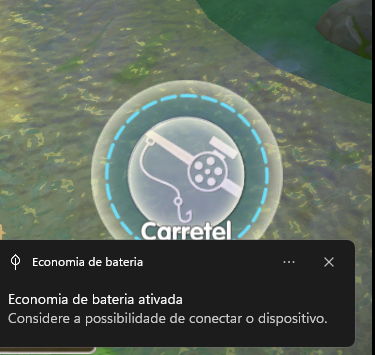 Carretel
Economia de bateria
Economia de bateria ativada
Considere a possibilidade de conectar o dispositivo.